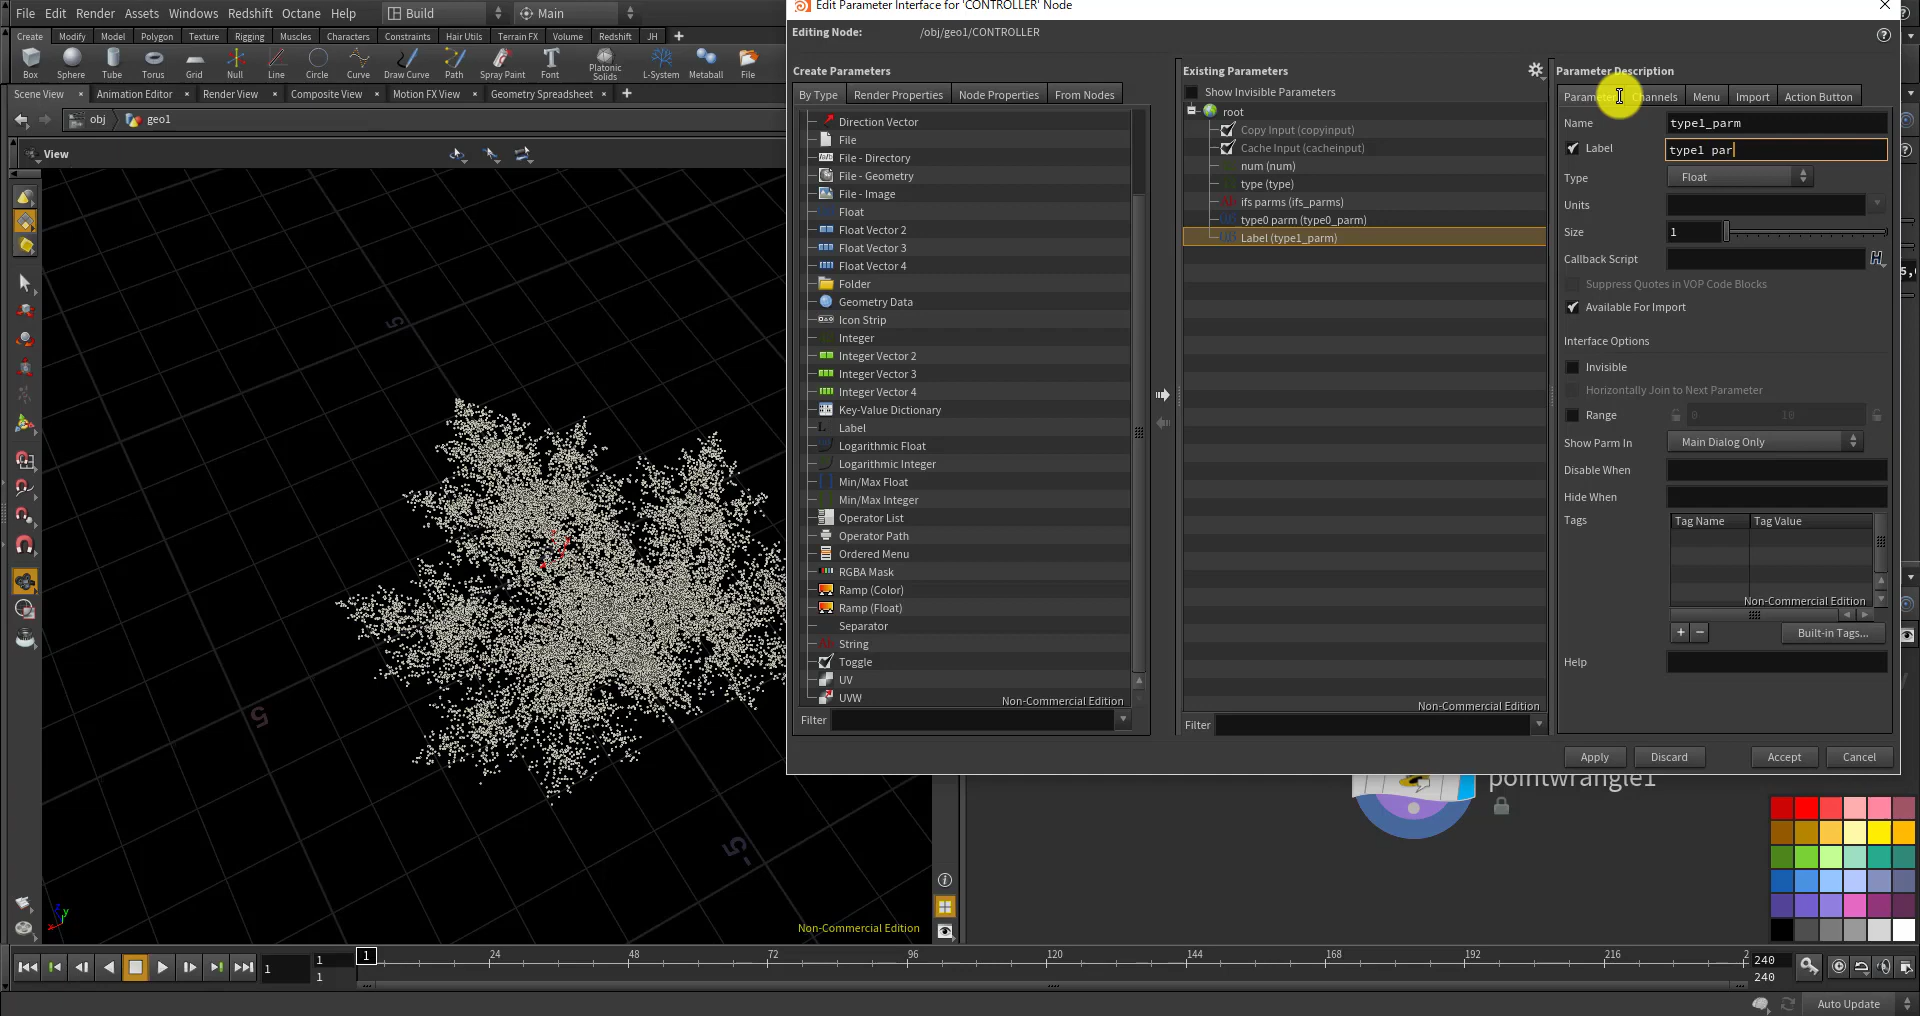 File Edit Render Assets Windows Redshift Octane Help Build Main
Edit Parameter Interface for 'CONTROLLER' Node
Editing Node: /obj/geo1/CONTROLLER
Create Modify Model Polygon Texture Rigging Muscles Characters Constraints Hair Utils Terrain FX Volume Redshift JH
Box Sphere Tube Torus Grid Null Line Circle Curve Draw Curve Path Spray Paint Font Platonic Solids L-System Metaball File
Scene View Animation Editor Render View Composite View Motion FX View Geometry Spreadsheet
obj geo1
View
Create Parameters
By Type Render Properties Node Properties From Nodes
Direction Vector
File
File - Directory
File - Geometry
File - Image
Float
Float Vector 2
Float Vector 3
Float Vector 4
Folder
Geometry Data
Icon Strip
Integer
Integer Vector 2
Integer Vector 3
Integer Vector 4
Key-Value Dictionary
Label
Logarithmic Float
Logarithmic Integer
Min/Max Float
Min/Max Integer
Operator List
Operator Path
Ordered Menu
RGBA Mask
Ramp (Color)
Ramp (Float)
Separator
String
Toggle
UV
UVW
Non-Commercial Edition
Filter
Existing Parameters
Show Invisible Parameters
root
Copy Input (copyinput)
Cache Input (cacheinput)
num (num)
type (type)
ifs parms (ifs_parms)
type0 parm (type0_parm)
Label (type1_parm)
Non-Commercial Edition
Filter
Parameter Description
Parameter Channels Menu Import Action Button
Name type1_parm
Label type1 par
Type Float
Units
Size 1
Callback Script
Suppress Quotes in VOP Code Blocks
Available For Import
Interface Options
Invisible
Horizontally Join to Next Parameter
Range 0 10
Show Parm In Main Dialog Only
Disable When
Hide When
Tags Tag Name Tag Value
Non-Commercial Edition
+ - Built-in Tags...
Help
Apply Discard Accept Cancel
pointwrangle1
5
5
-5
z y
Non-Commercial Edition
1 1 1 1 24 48 72 96 120 144 168 192 216 2 240 240
Auto Update